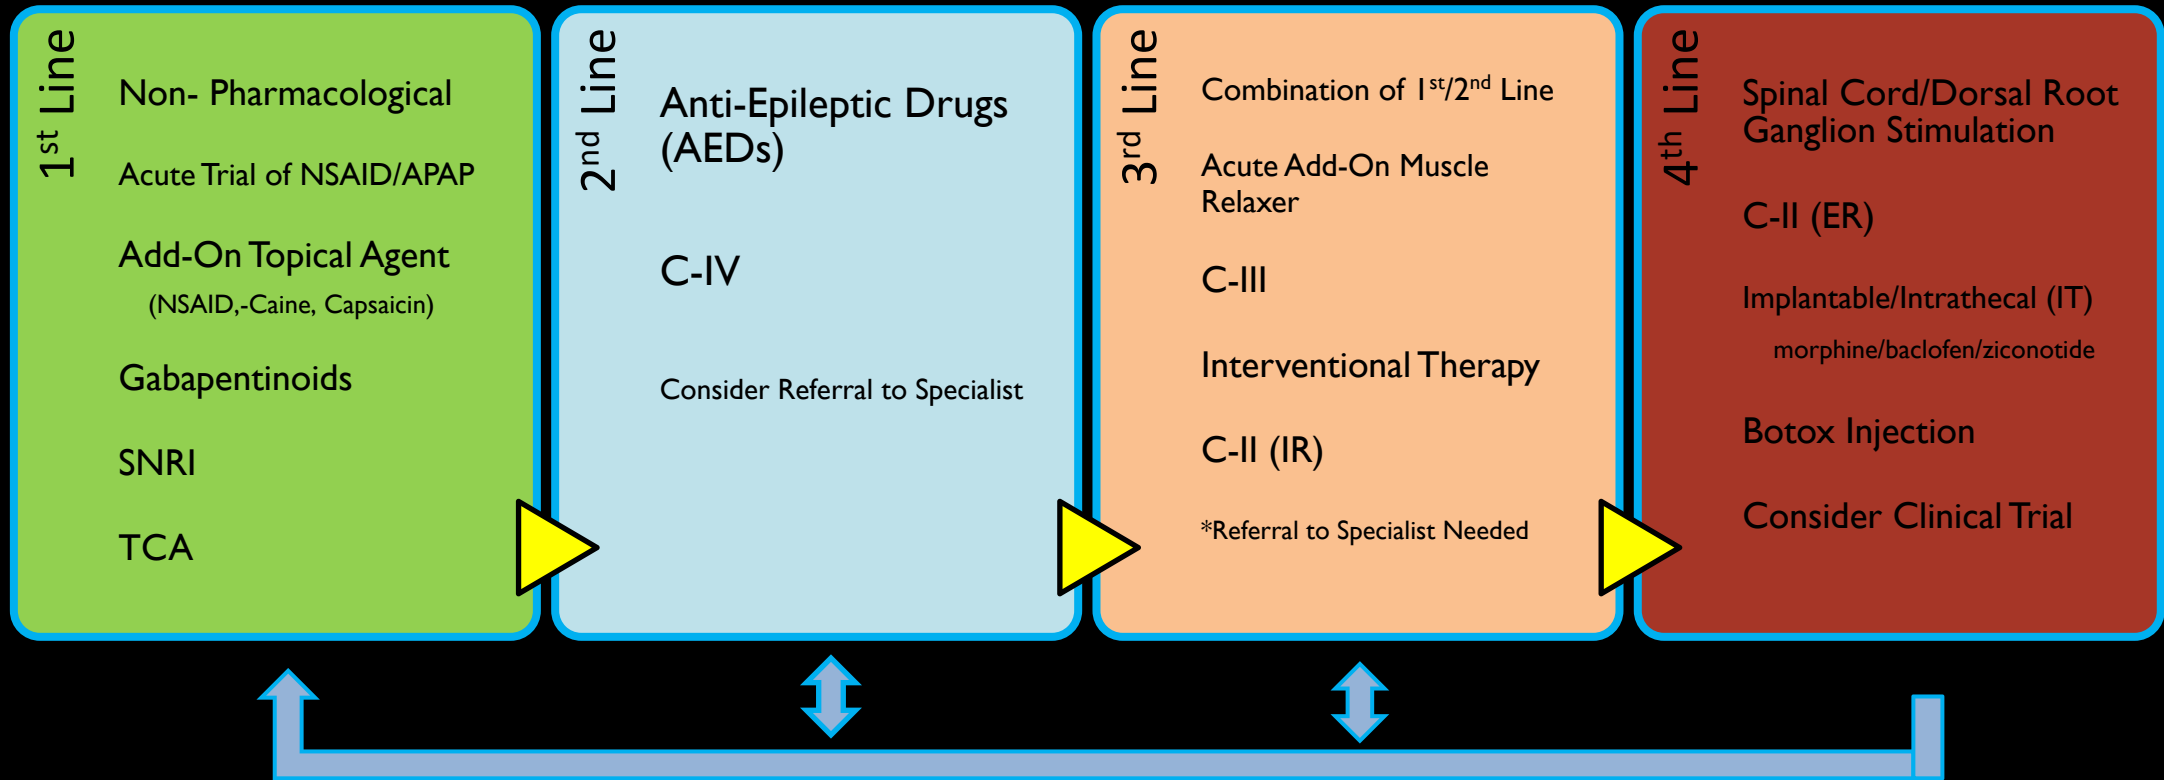 1st Line
Non- Pharmacological
Acute Trial of NSAID/APAP
Add-On Topical Agent
(NSAID,-Caine, Capsaicin)
Gabapentinoids
SNRI
TCA
2nd Line
Anti-Epileptic Drugs
(AEDs)
C-IV
Consider Referral to Specialist
3rd Line
Combination of 1st/2nd Line
Acute Add-On Muscle
Relaxer
C-III
Interventional Therapy
C-II (IR)
*Referral to Specialist Needed
4th Line
Spinal Cord/Dorsal Root
Ganglion Stimulation
C-II (ER)
Implantable/Intrathecal (IT)
morphine/baclofen/ziconotide
Botox Injection
Consider Clinical Trial